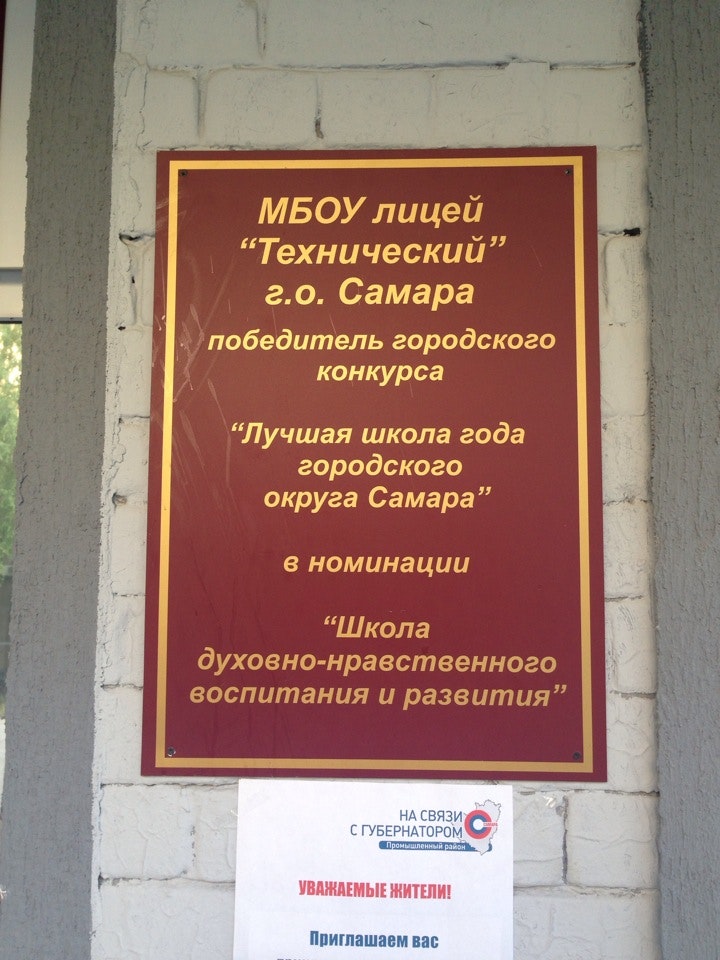 МБОУ лицей
“Технический”
г.о. Самара
победитель городского
конкурса
“Лучшая школа года
городского
округа Самара”
в номинации
“Школа
духовно-нравственного
воспитания и развития”
НА СВЯЗИ
С ГУБЕРНАТОРОМ
Промышленный район
УВАЖАЕМЫЕ ЖИТЕЛИ!
Приглашаем вас